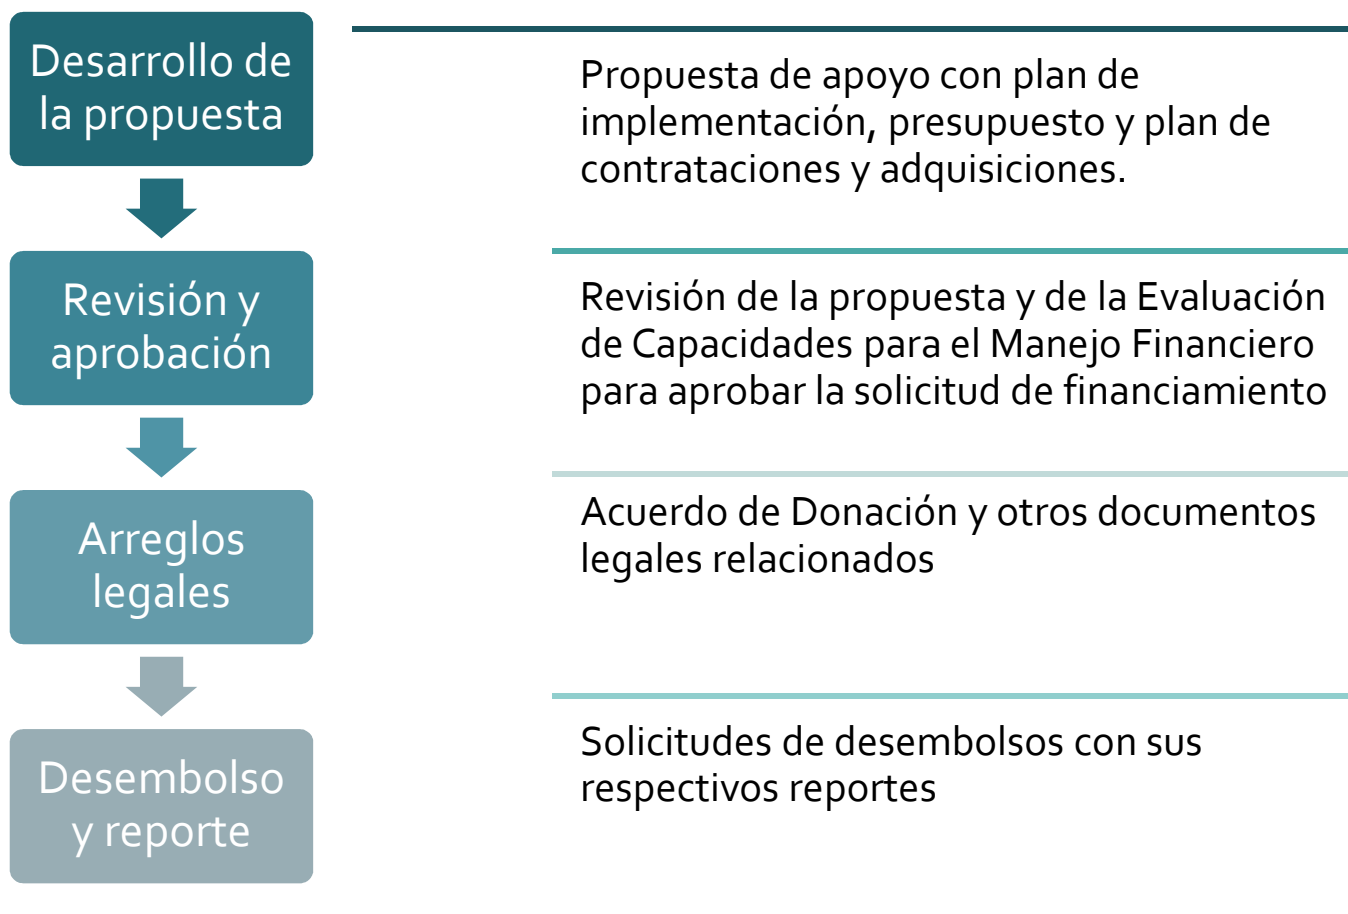 Desarrollo de
la propuesta
Propuesta de apoyo con plan de
implementación, presupuesto y plan de
contrataciones y adquisiciones.
Revisión y
aprobación
Revisión de la propuesta y de la Evaluación
de Capacidades para el Manejo Financiero
para aprobar la solicitud de financiamiento
Arreglos
legales
Acuerdo de Donación y otros documentos
legales relacionados
Desembolso
y reporte
Solicitudes de desembolsos con sus
respectivos reportes